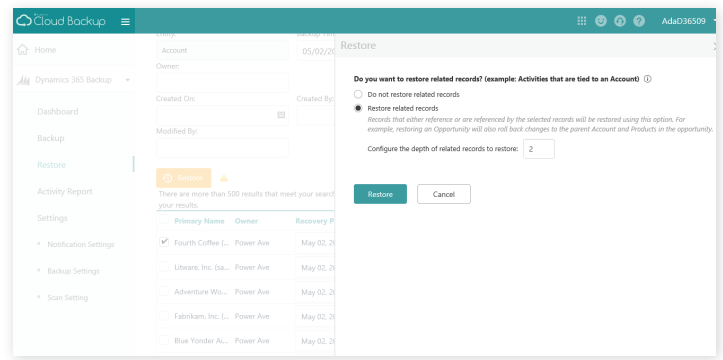 Cloud Backup
AdaD36509
Home
Dynamics 365 Backup
Dashboard
Backup
Restore
Activity Report
Settings
Notification Settings
Backup Settings
Scan Setting
Entity:
Backup Tim
Account
05/02/20
Owner:
Created On:
Created By:
Modified By:
Restore
There are more than 500 results that meet your search
your results.
Primary Name Owner Recovery P
Fourth Coffee (... Power Ave May 02, 20
Litware, Inc. (sa... Power Ave May 02, 20
Adventure Wo... Power Ave May 02, 20
Fabrikam, Inc. (... Power Ave May 02, 20
Blue Yonder Ai... Power Ave May 02, 20
Restore
Do you want to restore related records? (example: Activities that are tied to an Account)
Do not restore related records
Restore related records
Records that either reference or are referenced by the selected records will be restored using this option. For
example, restoring an Opportunity will also roll back changes to the parent Account and Products in the opportunity.
Configure the depth of related records to restore: 2
Restore Cancel